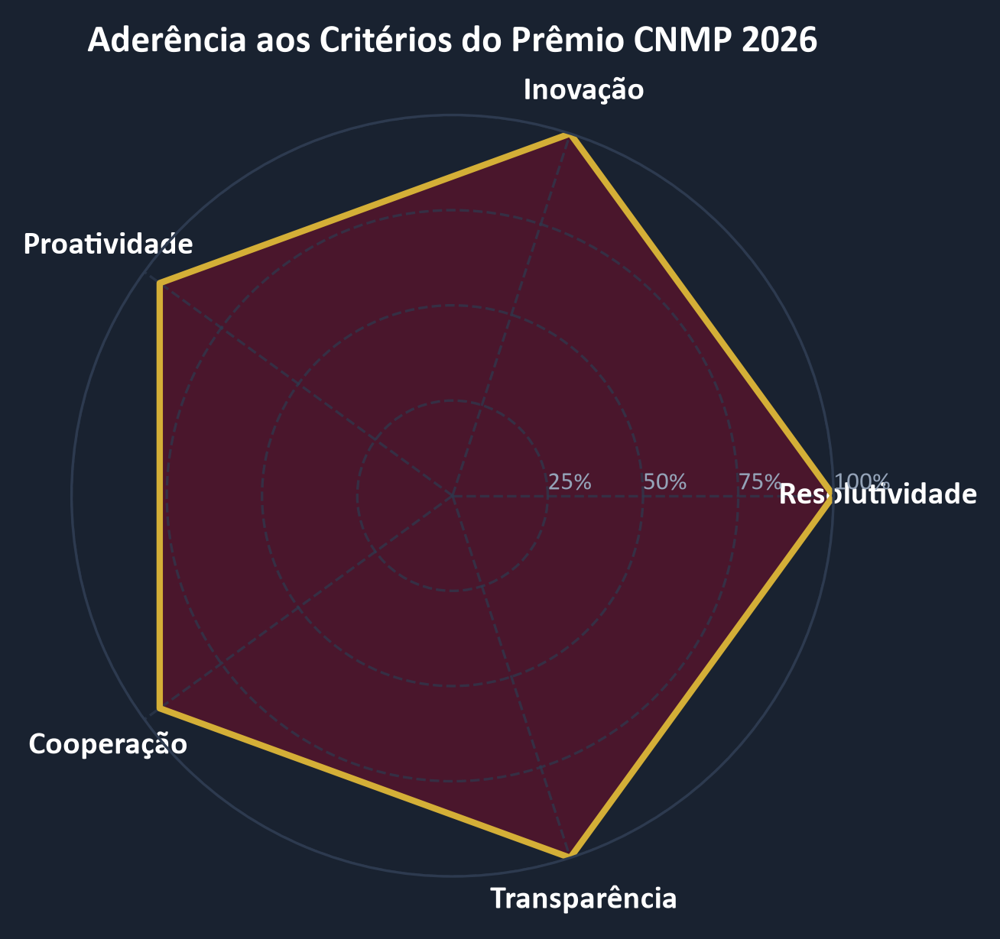 Aderência aos Critérios do Prêmio CNMP 2026
Inovação
Proatividade
25%
50%
75%
100%
Resolutividade
Cooperação
Transparência